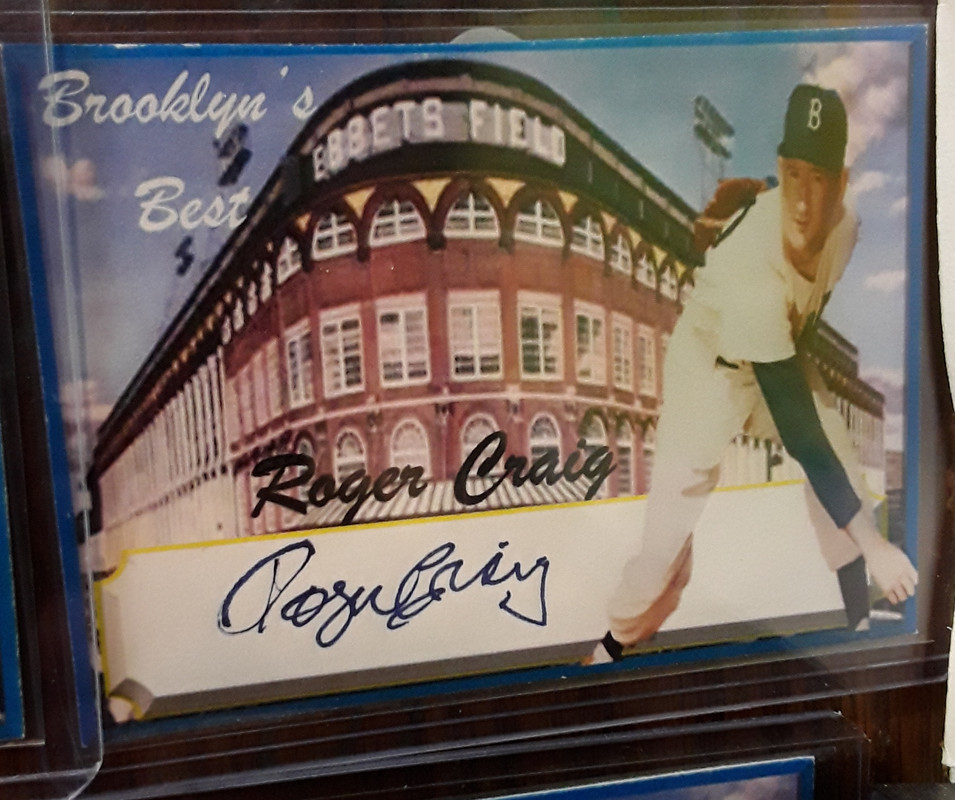 Brooklyn's
Best
EBBETS FIELD
B
Roger Craig
Roger Craig